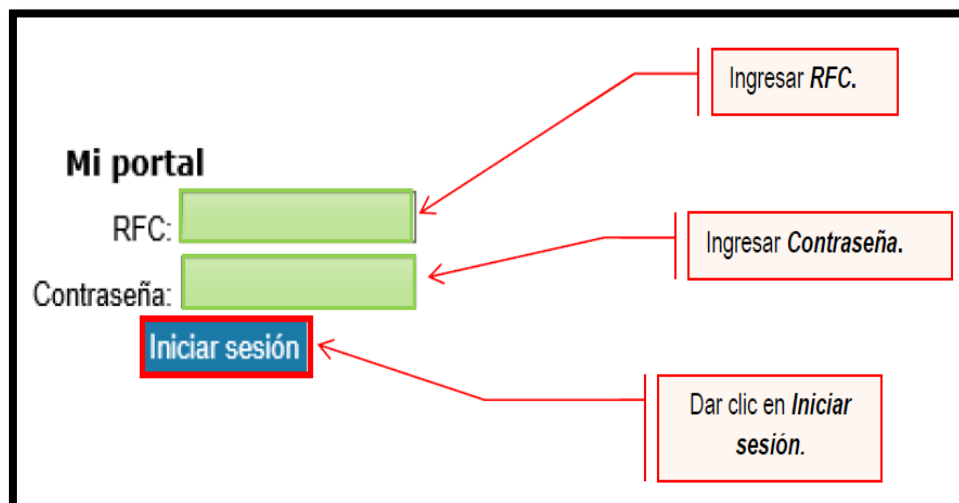 Ingresar RFC.
Mi portal
RFC:
Ingresar Contraseña.
Contraseña:
Iniciar sesión
Dar clic en Iniciar
sesión.